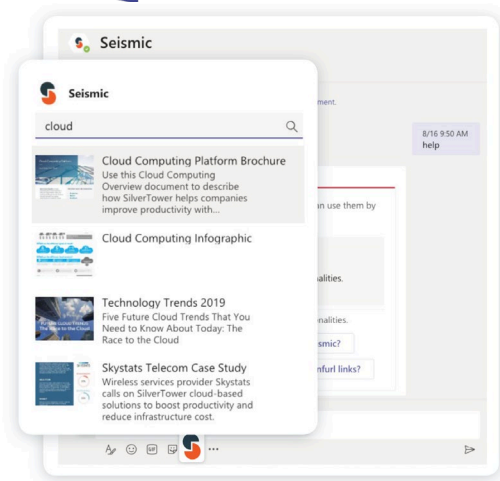 Seismic
Seismic
cloud
Cloud Computing Platform Brochure
Use this Cloud Computing
Overview document to describe
how SilverTower helps companies
improve productivity with...
Cloud Computing Infographic
Technology Trends 2019
Five Future Cloud Trends That You
Need to Know About Today: The
Race to the Cloud
Skystats Telecom Case Study
Wireless services provider Skystats
calls on SilverTower cloud-based
solutions to boost productivity and
reduce infrastructure cost.
8/16 9:50 AM
help
ment.
an use them by
alities.
nalities.
smic?
nfurl links?
url
GIF